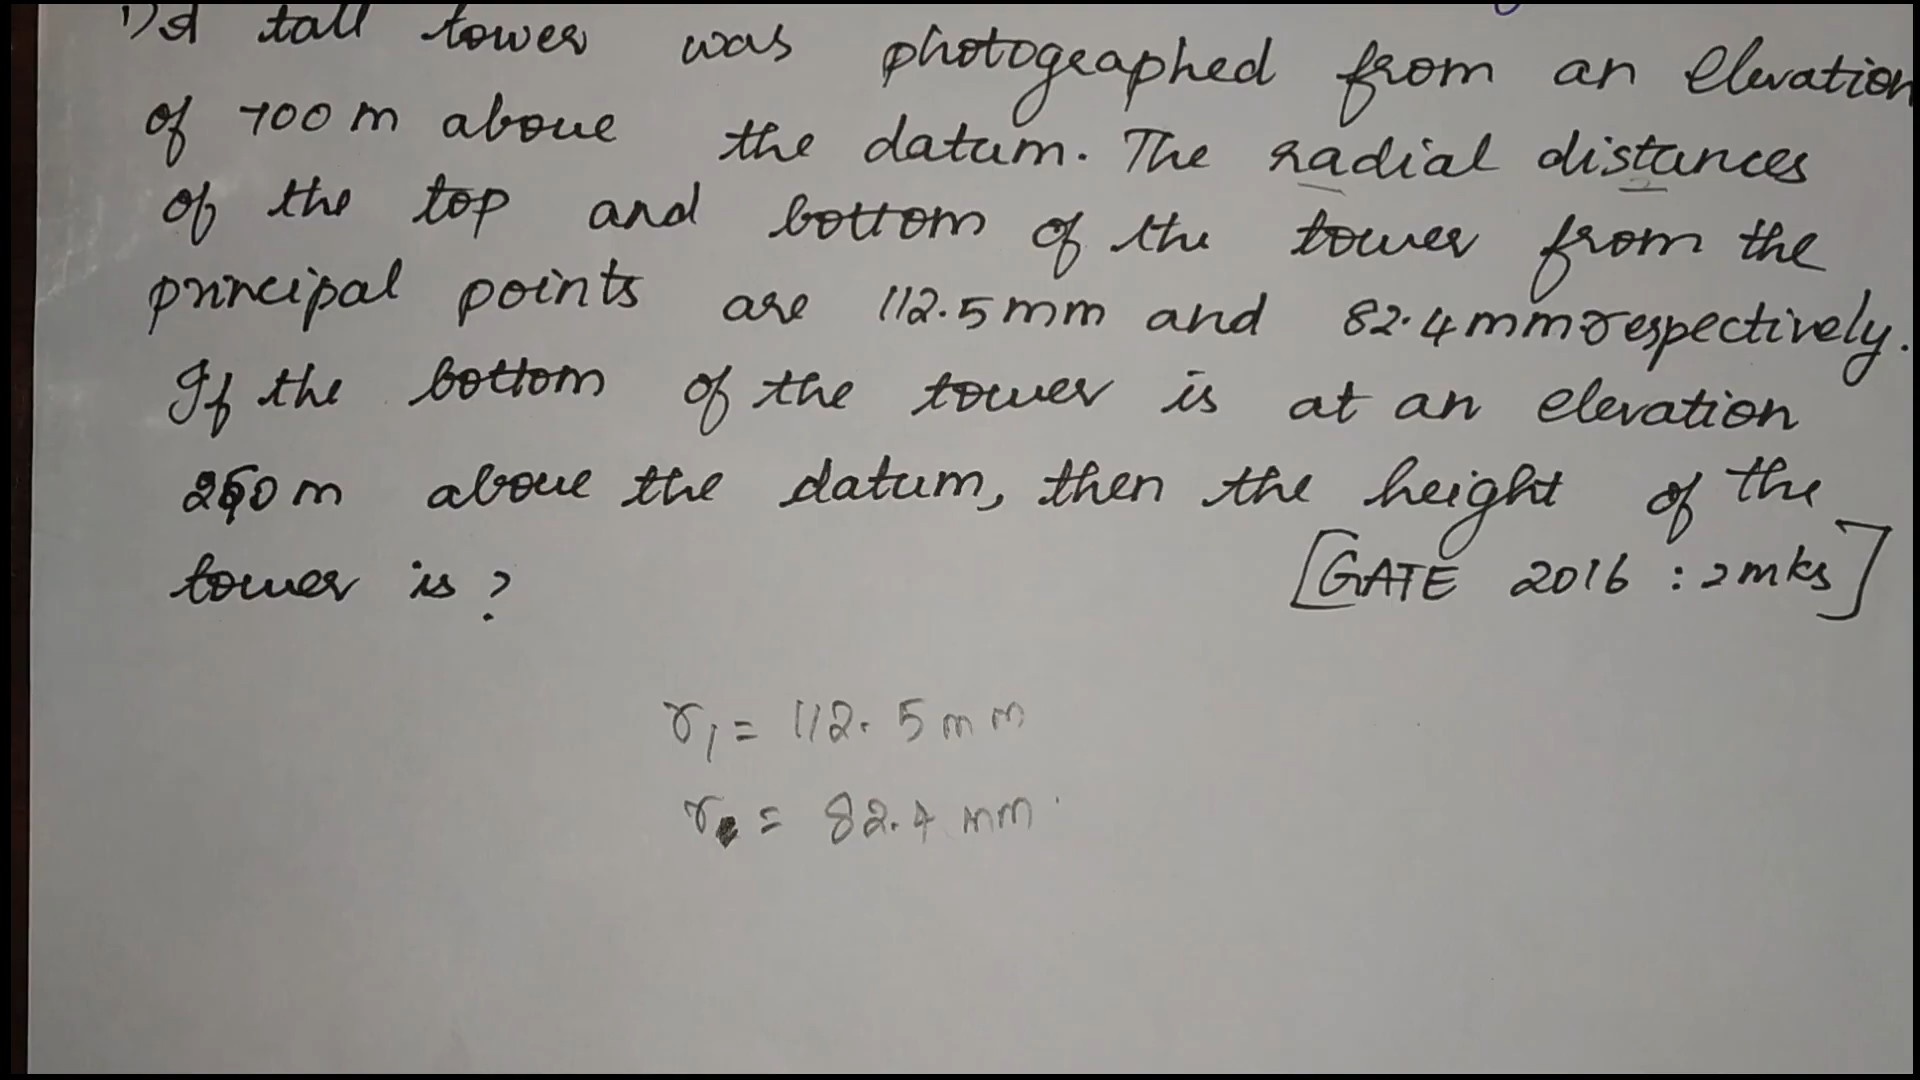 1) A tall tower was photographed from an elevation
of 700 m above the datum. The radial distances
of the top and bottom of the tower from the
principal points are 112.5 mm and 82.4 mm respectively.
If the bottom of the tower is at an elevation
250 m above the datum, then the height of the
tower is ? [GATE 2016 : 2 mks]
r₁ = 112.5 mm
r = 82.4 mm